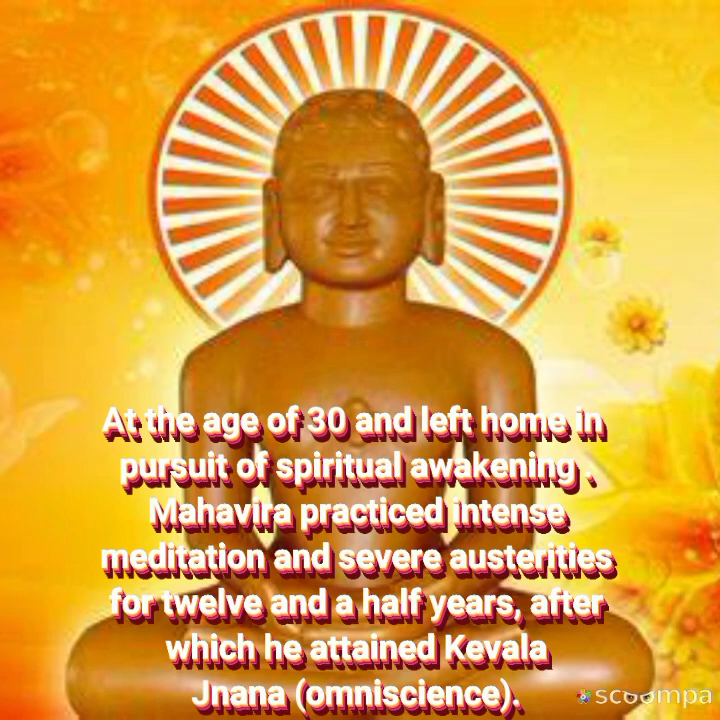 At the age of 30 and left home in
pursuit of spiritual awakening .
Mahavira practiced intense
meditation and severe austerities
for twelve and a half years, after
which he attained Kevala
Jnana (omniscience).
scoompa